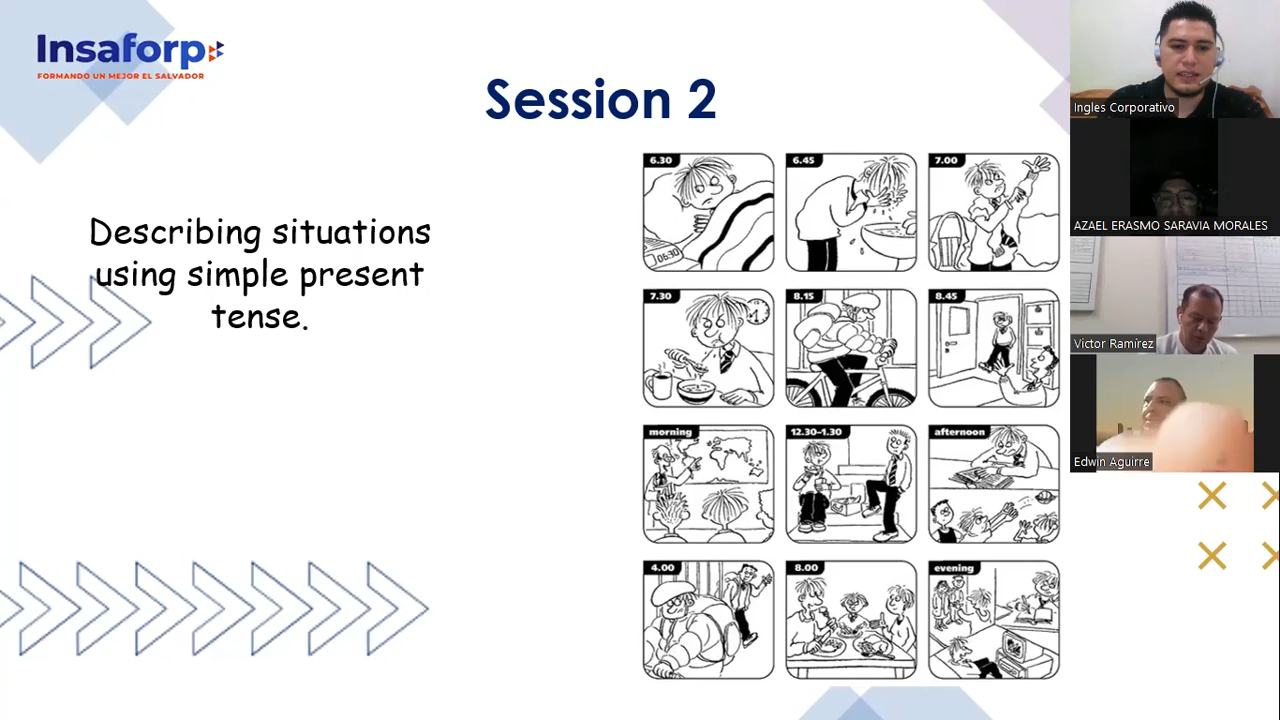 Insaforp
FORMANDO UN MEJOR EL SALVADOR
Session 2
Describing situations
using simple present
tense.
6.30
6.45
7.00
06:30
7.30
8.15
8.45
morning
12.30-1.30
afternoon
4.00
8.00
evening
Ingles Corporativo
AZAEL ERASMO SARAVIA MORALES
Victor Ramírez
Edwin Aguirre